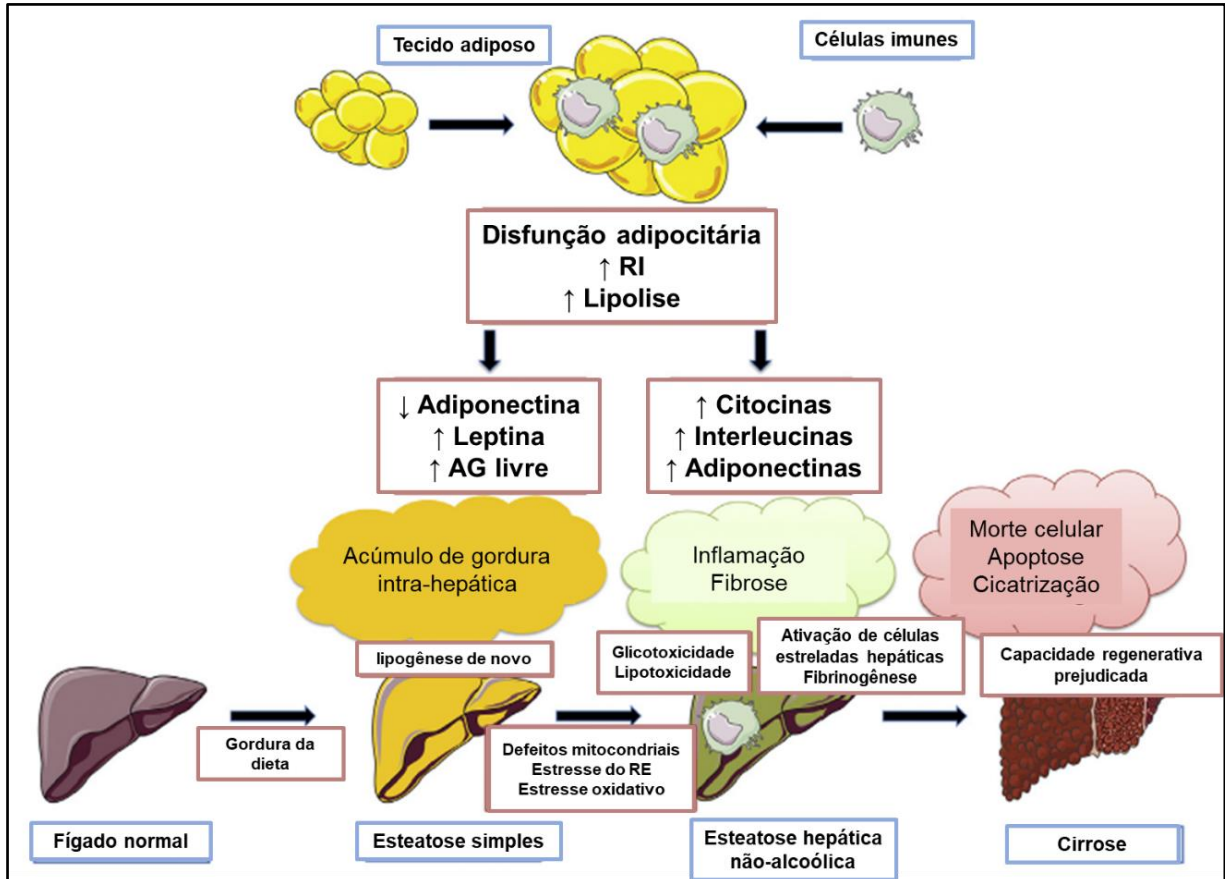 Tecido adiposo
Células imunes
Disfunção adipocitária
↑ RI
↑ Lipolise
↓ Adiponectina
↑ Leptina
↑ AG livre
↑ Citocinas
↑ Interleucinas
↑ Adiponectinas
Acúmulo de gordura
intra-hepática
Inflamação
Fibrose
Morte celular
Apoptose
Cicatrização
lipogênese de novo
Glicotoxicidade
Lipotoxicidade
Ativação de células
estreladas hepáticas
Fibrinogênese
Capacidade regenerativa
prejudicada
Gordura da
dieta
Defeitos mitocondriais
Estresse do RE
Estresse oxidativo
Fígado normal
Esteatose simples
Esteatose hepática
não-alcoólica
Cirrose